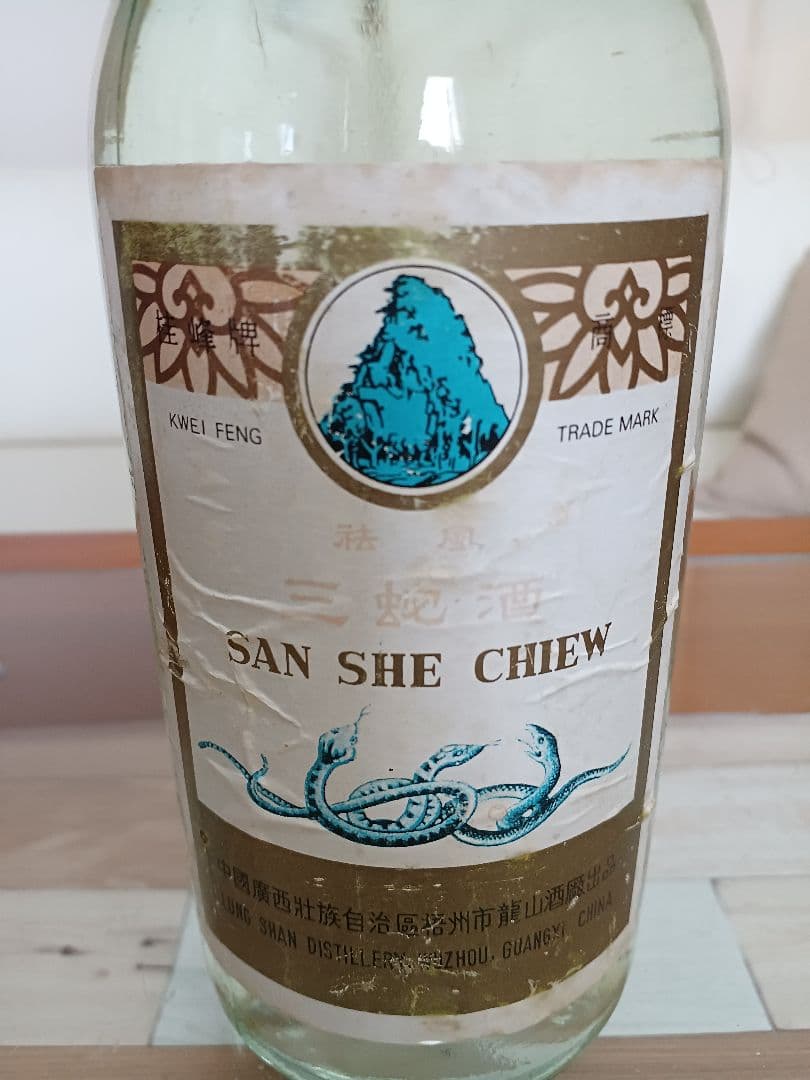 桂峰牌
商標
KWEI FENG
TRADE MARK
祛風
三蛇酒
SAN SHE CHIEW
中國廣西壯族自治區梧州市龍山酒廠出品
LUNG SHAN DISTILLERY, WUZHOU, GUANGXI, CHINA